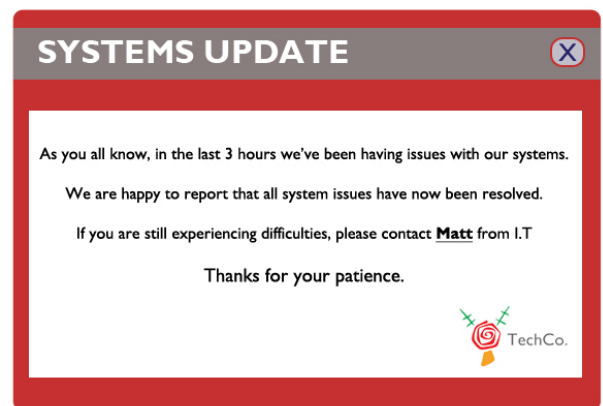 SYSTEMS UPDATE
X
As you all know, in the last 3 hours we've been having issues with our systems.
We are happy to report that all system issues have now been resolved.
If you are still experiencing difficulties, please contact Matt from I.T
Thanks for your patience.
TechCo.